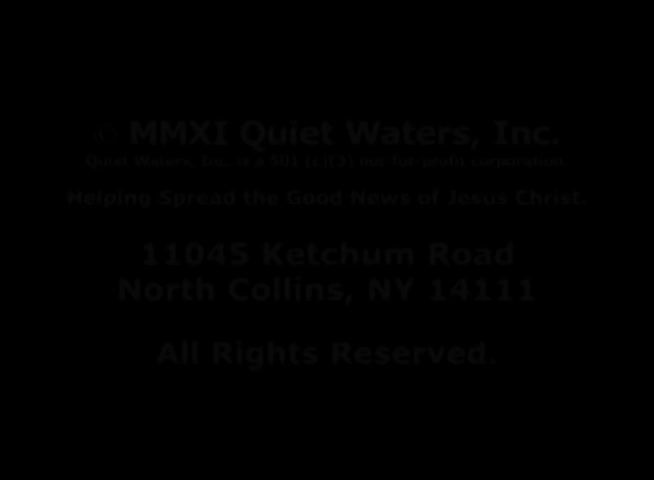 © MMXI Quiet Waters, Inc.
Quiet Waters, Inc. is a 501 (c)(3) not-for-profit corporation
Helping Spread the Good News of Jesus Christ.
11045 Ketchum Road
North Collins, NY 14111
All Rights Reserved.